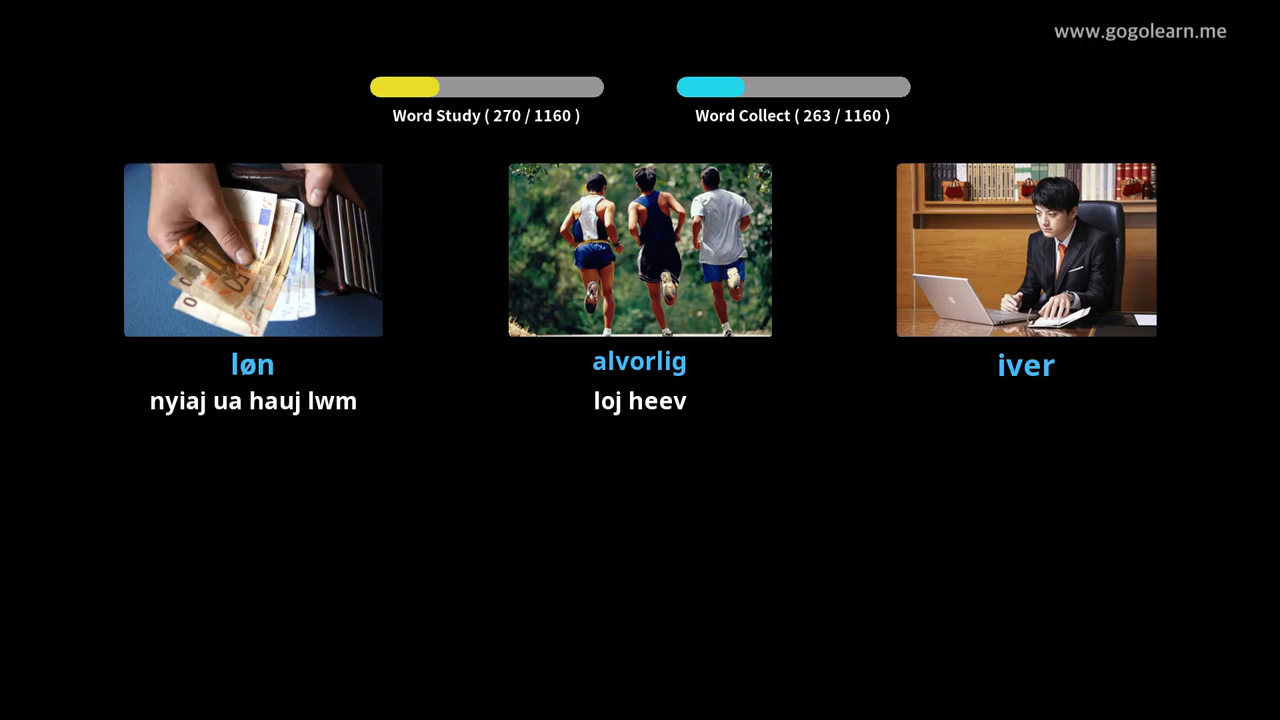 www.gogolearn.me
Word Study ( 270 / 1160 )
Word Collect ( 263 / 1160 )
løn
nyiaj ua hauj lwm
alvorlig
loj heev
iver